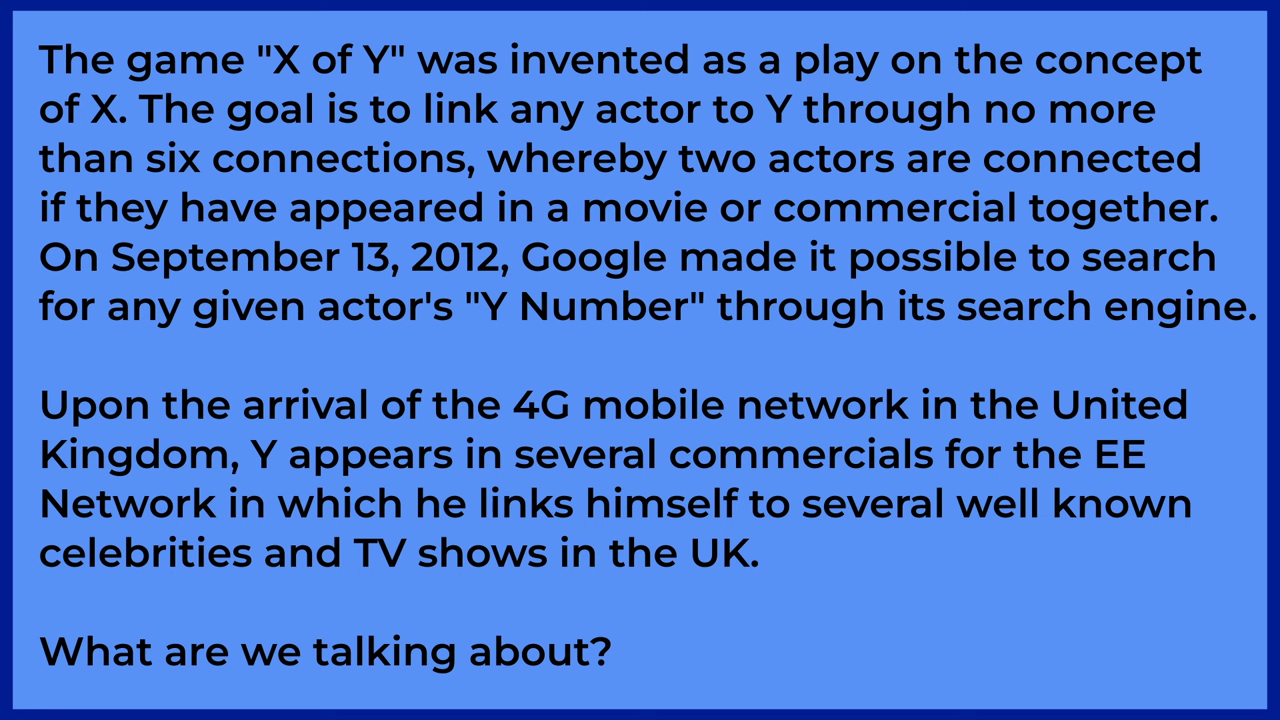 The game "X of Y" was invented as a play on the concept
of X. The goal is to link any actor to Y through no more
than six connections, whereby two actors are connected
if they have appeared in a movie or commercial together.
On September 13, 2012, Google made it possible to search
for any given actor's "Y Number" through its search engine.
Upon the arrival of the 4G mobile network in the United
Kingdom, Y appears in several commercials for the EE
Network in which he links himself to several well known
celebrities and TV shows in the UK.
What are we talking about?